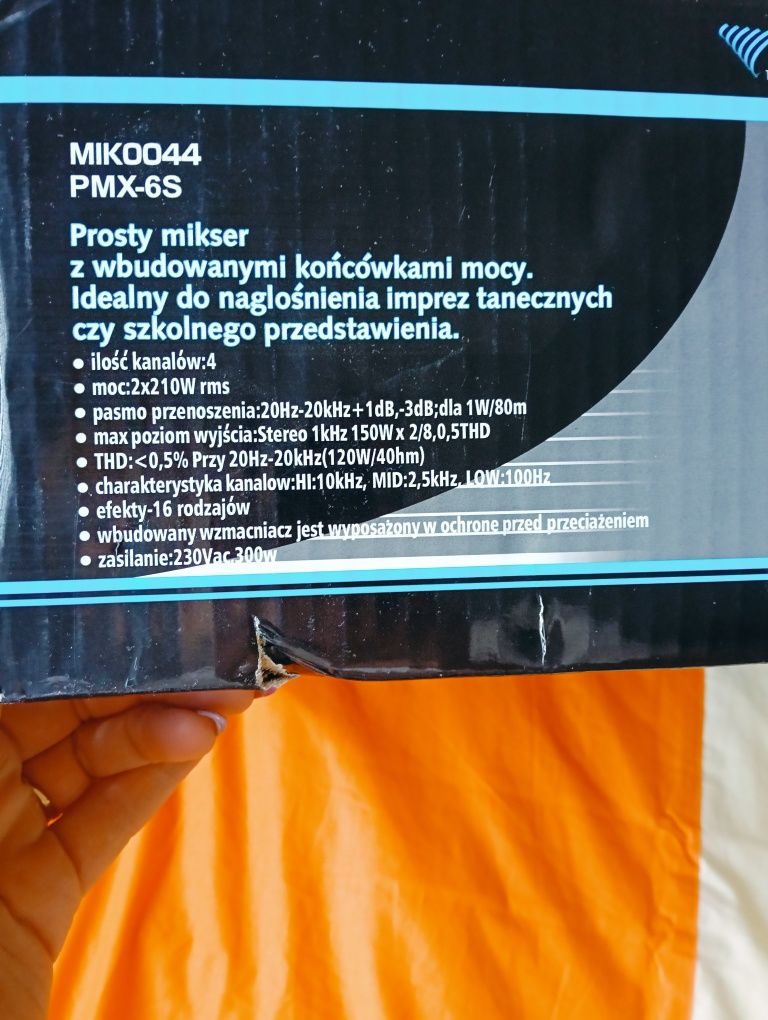 MIK0044
PMX-6S
Prosty mikser
z wbudowanymi końcówkami mocy.
Idealny do naglośnienia imprez tanecznych
czy szkolnego przedstawienia.
• ilość kanalów:4
• moc:2x210W rms
• pasmo przenoszenia:20Hz-20kHz+1dB,-3dB;dla 1W/80m
• max poziom wyjścia:Stereo 1kHz 150W x 2/8,0,5THD
• THD:<0,5% Przy 20Hz-20kHz(120W/40hm)
• charakterystyka kanalow:HI:10kHz, MID:2,5kHz, LOW:100Hz
• efekty-16 rodzajów
• wbudowany wzmacniacz jest wyposażony w ochrone przed przeciażeniem
• zasilanie:230Vac,300w